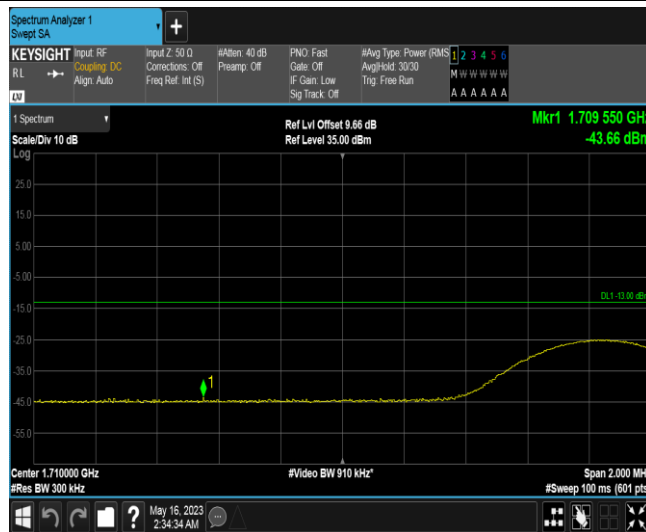 Spectrum Analyzer 1
Swept SA
+
KEYSIGHT
RL
LXI
Input: RF
Coupling: DC
Align: Auto
Input Z: 50 Ω
Corrections: Off
Freq Ref: Int (S)
#Atten: 40 dB
Preamp: Off
PNO: Fast
Gate: Off
IF Gain: Low
Sig Track: Off
#Avg Type: Power (RMS
Avg|Hold: 30/30
Trig: Free Run
1 2 3 4 5 6
M W W W W W
A A A A A A
1 Spectrum
Scale/Div 10 dB
Log
Ref Lvl Offset 9.66 dB
Ref Level 35.00 dBm
Mkr1 1.709 550 GHz
-43.66 dBm
25.0
15.0
5.00
-5.00
-15.0
-25.0
-35.0
-45.0
-55.0
DL1 -13.00 dBm
1
Center 1.710000 GHz
#Res BW 300 kHz
#Video BW 910 kHz*
Span 2.000 MH
#Sweep 100 ms (601 pts
?
May 16, 2023
2:34:34 AM